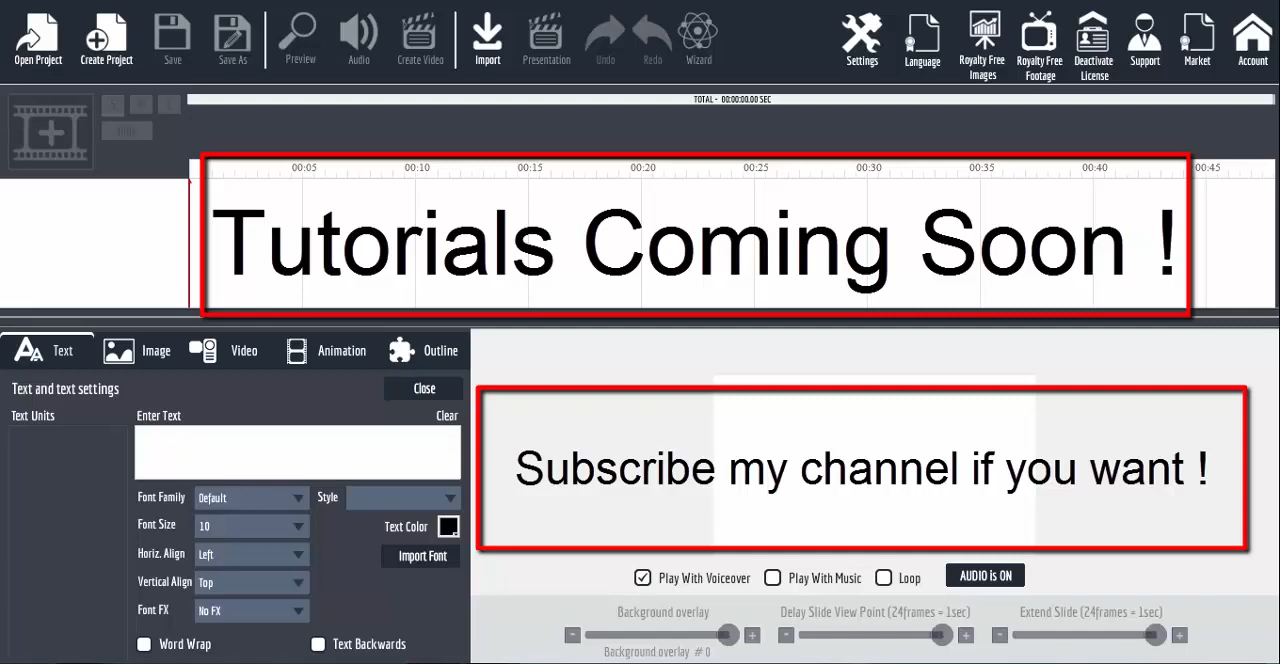 Open Project Create Project Save Save As Preview Audio Create Video Import Presentation Undo Redo Wizard Settings Language Royalty Free Images Royalty Free Footage Deactivate License Support Market Account
TOTAL - 00:00:00.00 SEC
00:05 00:10 00:15 00:20 00:25 00:30 00:35 00:40 00:45
Tutorials Coming Soon !
Text Image Video Animation Outline
Text and text settings Close
Text Units Enter Text Clear
Subscribe my channel if you want !
Font Family Default Style
Font Size 10 Text Color
Horiz. Align Left Import Font
Vertical Align Top
Font FX No FX
Word Wrap Text Backwards
Play With Voiceover Play With Music Loop AUDIO is ON
Background overlay Delay Slide View Point (24frames = 1sec) Extend Slide (24frames = 1sec)
Background overlay # 0